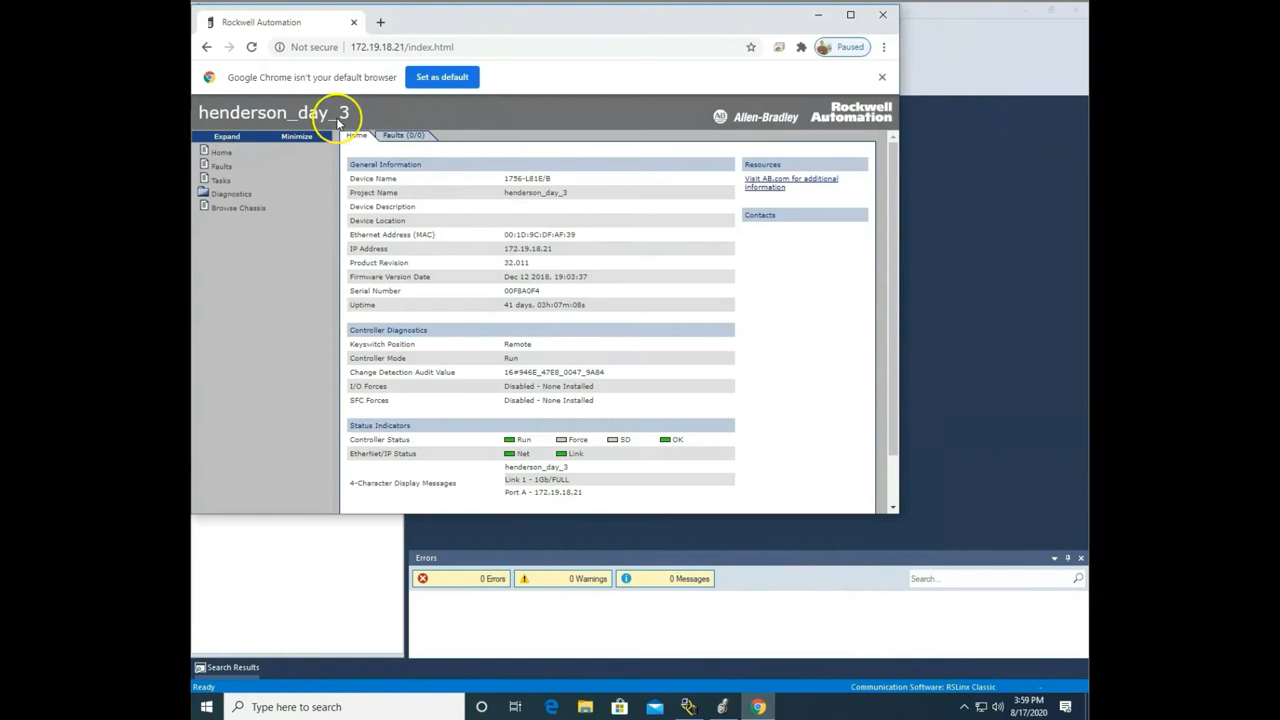 Rockwell Automation
Not secure
172.19.18.21/index.html
Paused
Google Chrome isn't your default browser
Set as default
henderson_day_3
AB Allen-Bradley
Rockwell Automation
Expand
Minimize
Home
Faults (0/0)
Home
Faults
Tasks
Diagnostics
Browse Chassis
General Information
Device Name 1756-L81E/B
Project Name henderson_day_3
Device Description
Device Location
Ethernet Address (MAC) 00:1D:9C:DF:AF:39
IP Address 172.19.18.21
Product Revision 32.011
Firmware Version Date Dec 12 2018, 19:03:37
Serial Number 00F8A0F4
Uptime 41 days, 03h:07m:08s
Controller Diagnostics
Keyswitch Position Remote
Controller Mode Run
Change Detection Audit Value 16#946E_47E8_0047_9A84
I/O Forces Disabled - None Installed
SFC Forces Disabled - None Installed
Status Indicators
Controller Status Run Force SD OK
EtherNet/IP Status Net Link
4-Character Display Messages
henderson_day_3
Link 1 - 1Gb/FULL
Port A - 172.19.18.21
Resources
Visit AB.com for additional
information
Contacts
Errors
0 Errors
0 Warnings
0 Messages
Search...
Search Results
Ready
Communication Software: RSLinx Classic
Type here to search
3:59 PM
8/17/2020